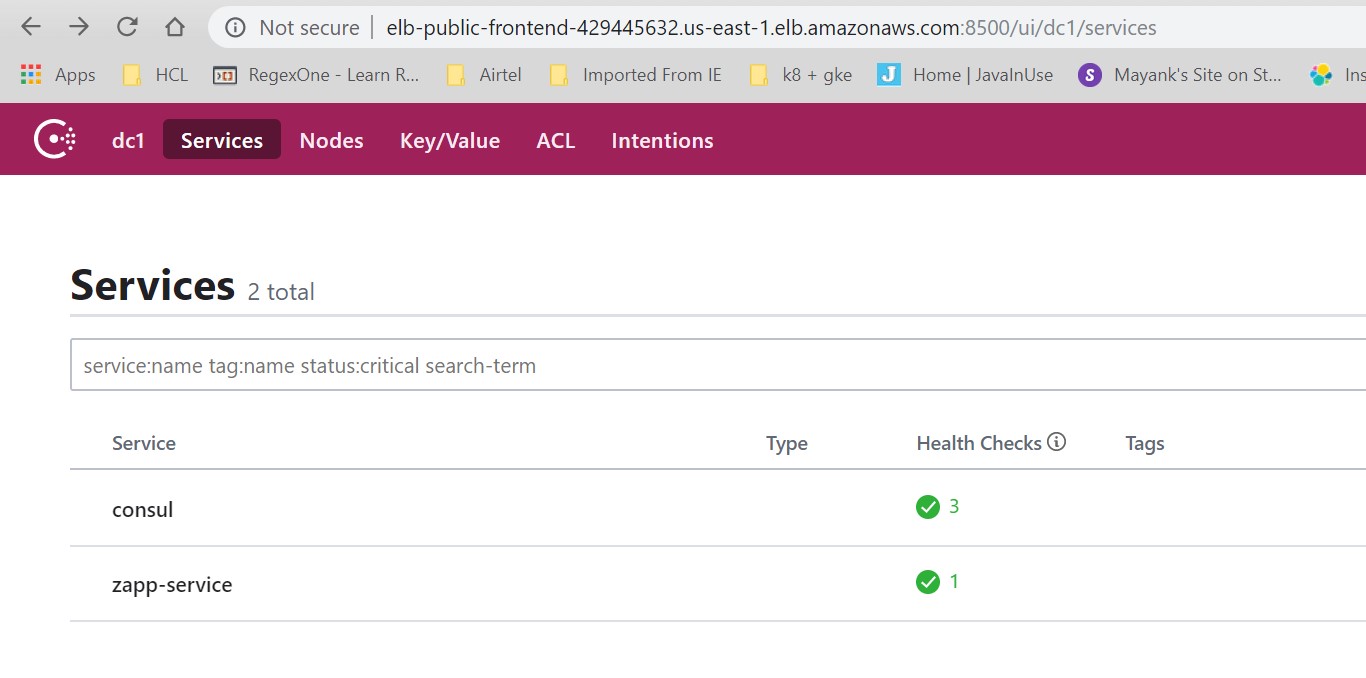 Not secure | elb-public-frontend-429445632.us-east-1.elb.amazonaws.com:8500/ui/dc1/services
Apps HCL RegexOne - Learn R... Airtel Imported From IE k8 + gke J Home | JavaInUse S Mayank's Site on St... Ins
dc1 Services Nodes Key/Value ACL Intentions
Services 2 total
service:name tag:name status:critical search-term
Service Type Health Checks Tags
consul 3
zapp-service 1